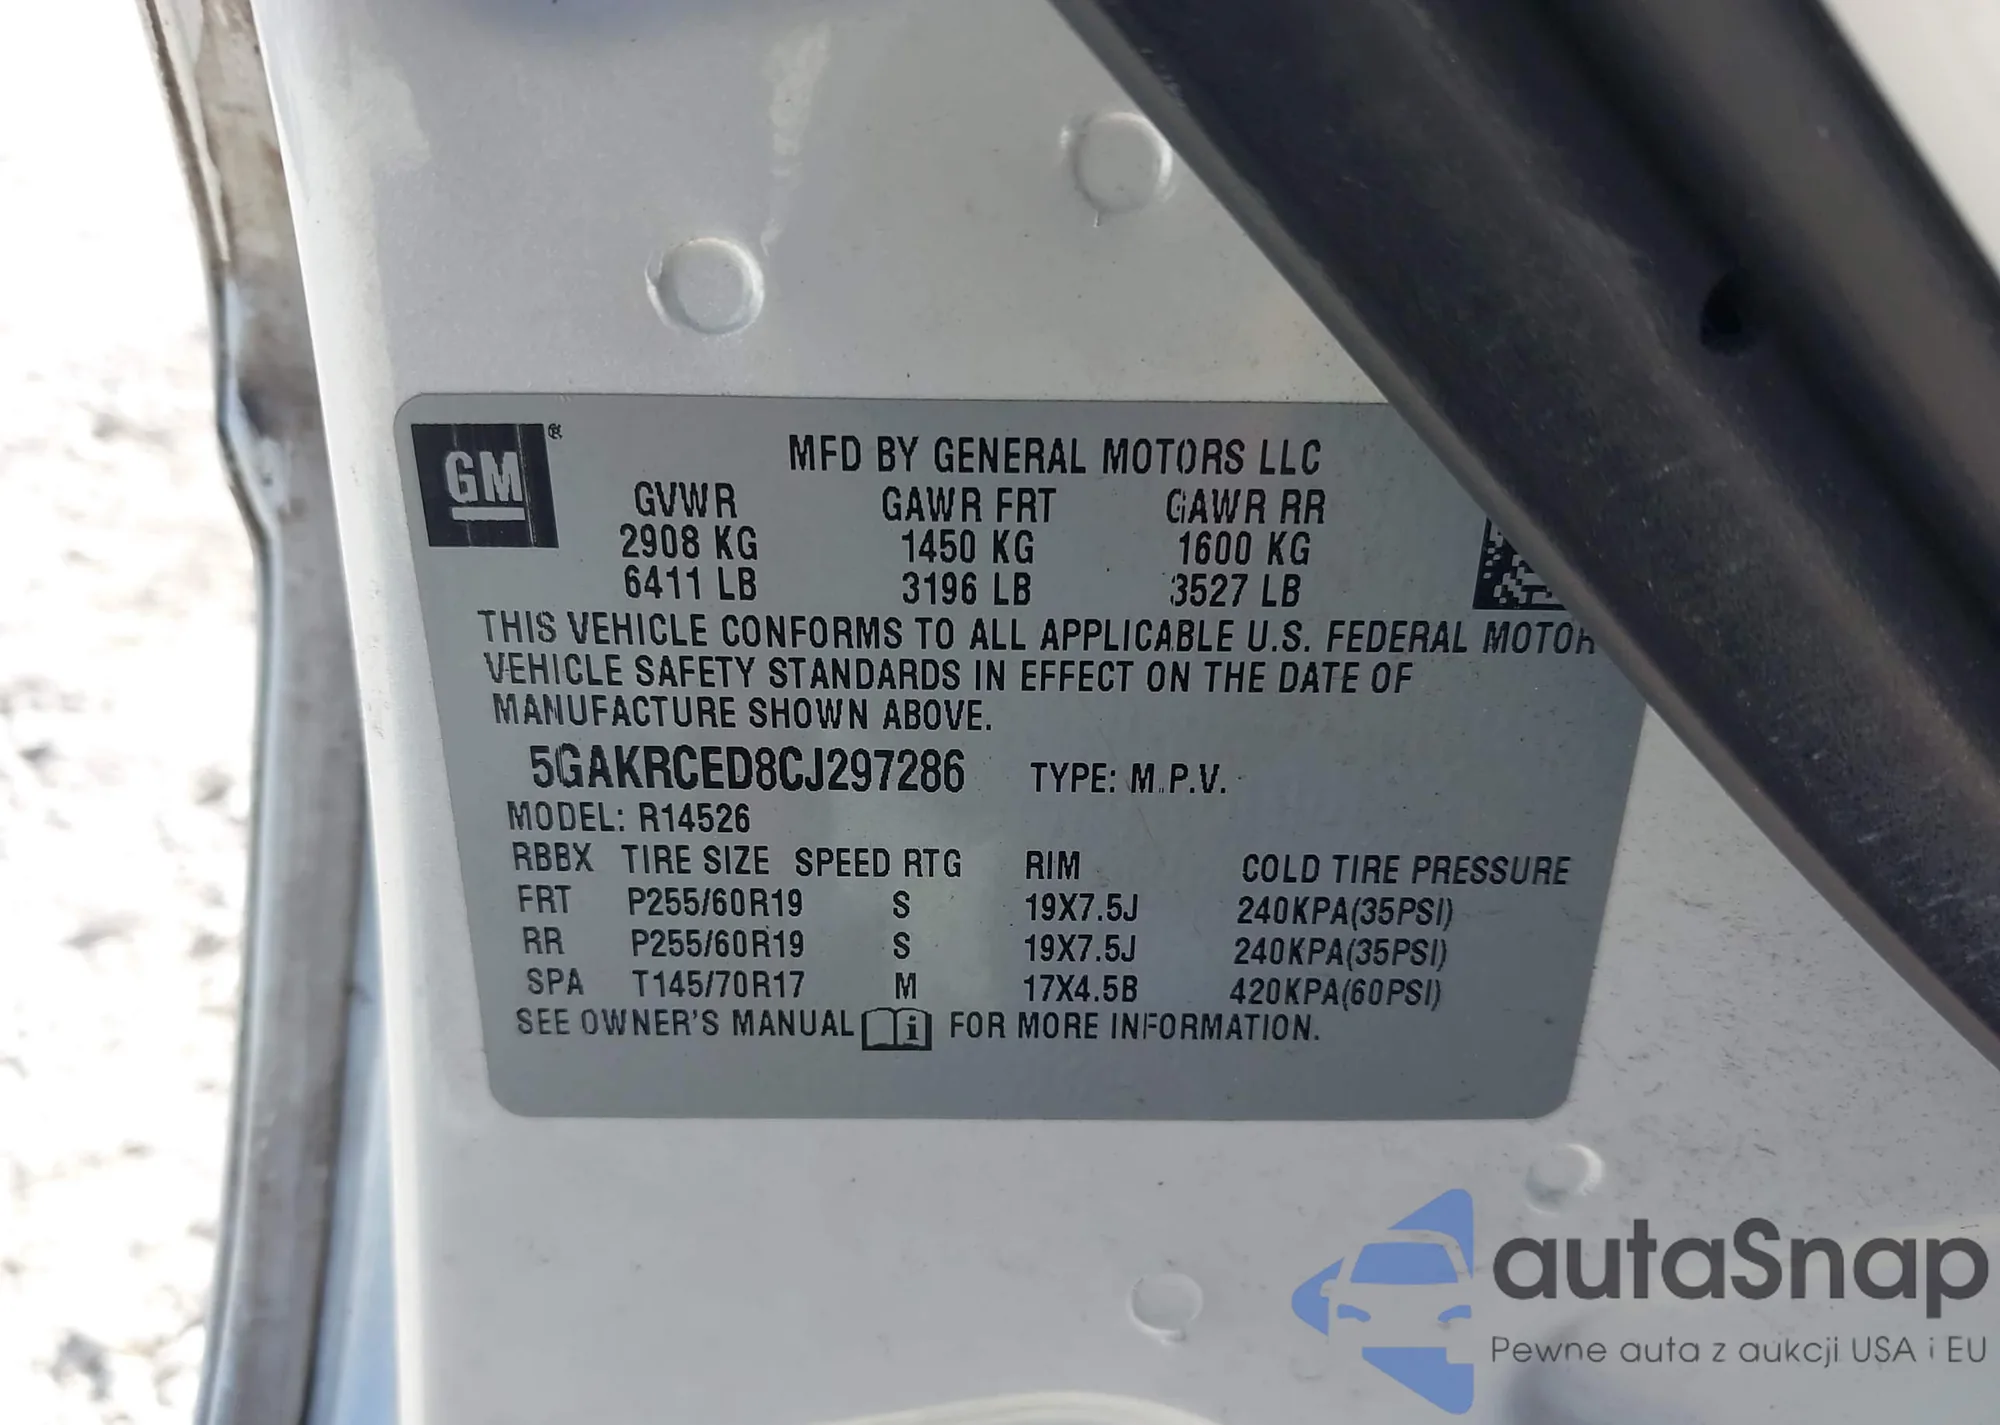 GM®
MFD BY GENERAL MOTORS LLC
GVWR GAWR FRT GAWR RR
2908 KG 1450 KG 1600 KG
6411 LB 3196 LB 3527 LB
THIS VEHICLE CONFORMS TO ALL APPLICABLE U.S. FEDERAL MOTOR
VEHICLE SAFETY STANDARDS IN EFFECT ON THE DATE OF
MANUFACTURE SHOWN ABOVE.
5GAKRCED8CJ297286 TYPE: M.P.V.
MODEL: R14526
RBBX TIRE SIZE SPEED RTG RIM COLD TIRE PRESSURE
FRT P255/60R19 S 19X7.5J 240KPA(35PSI)
RR P255/60R19 S 19X7.5J 240KPA(35PSI)
SPA T145/70R17 M 17X4.5B 420KPA(60PSI)
SEE OWNER'S MANUAL i FOR MORE INFORMATION.
autaSnap
Pewne auta z aukcji USA i EU